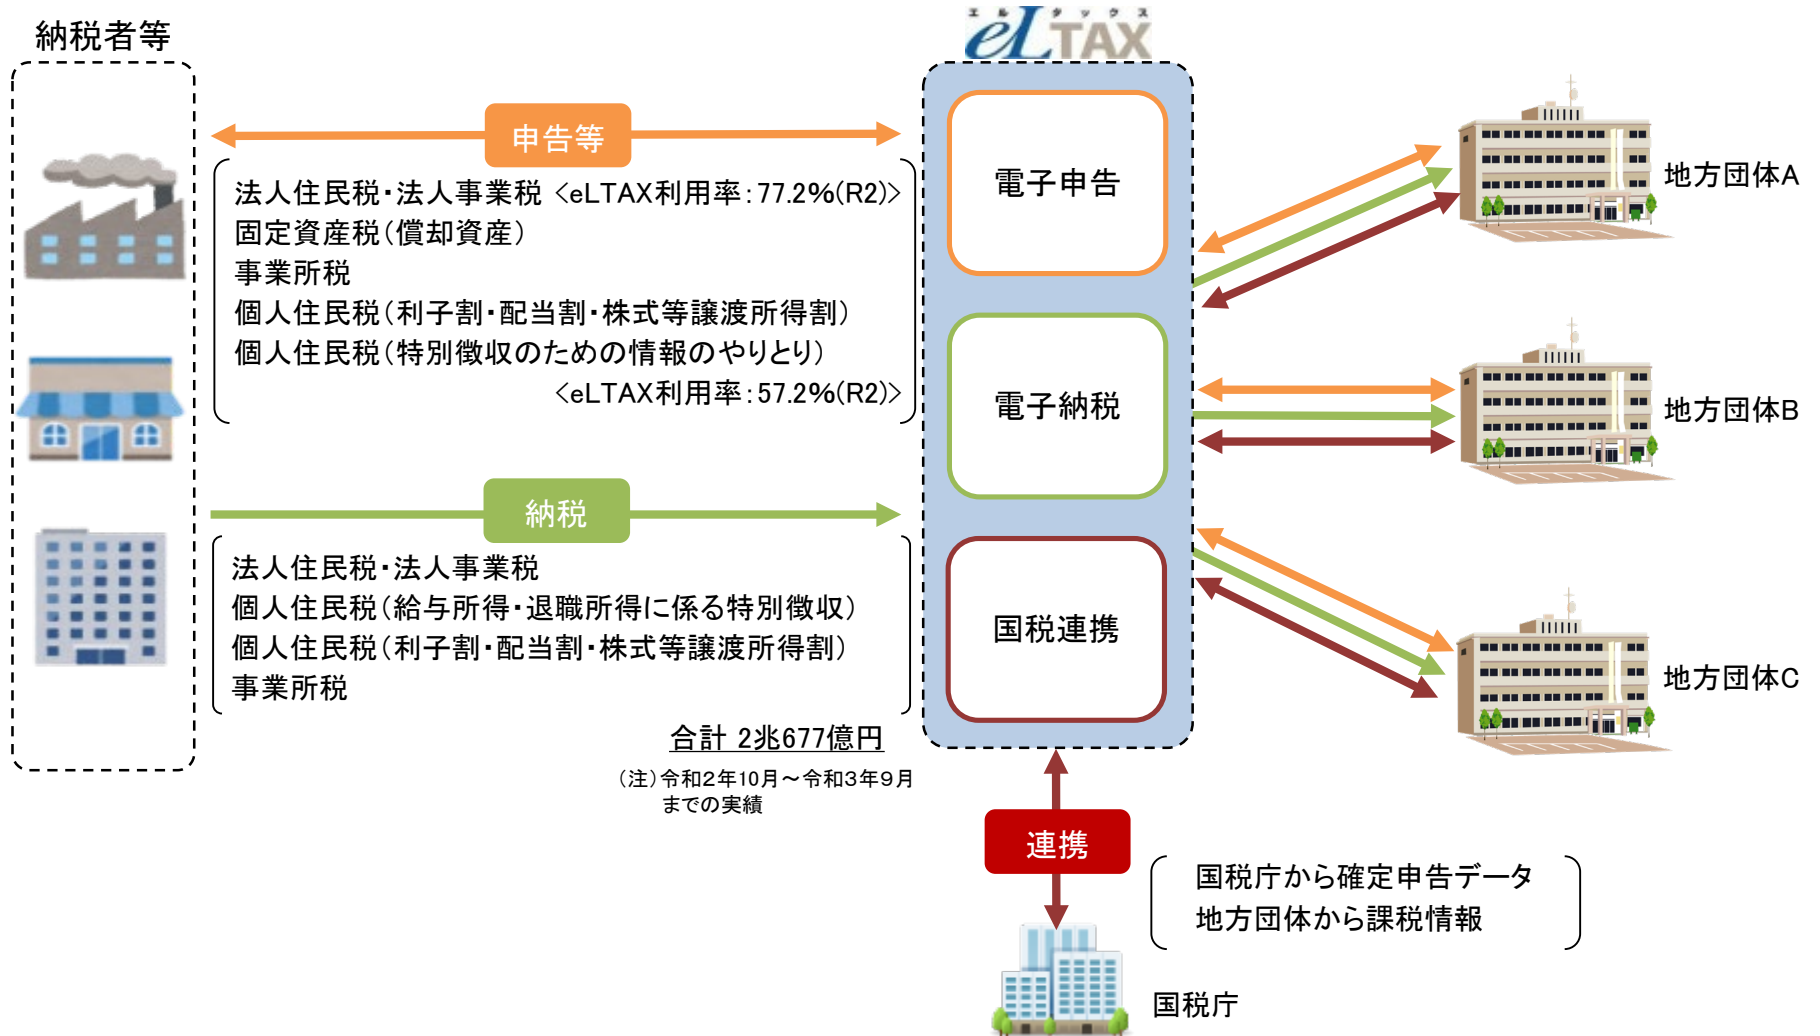 納税者等
エルタックス
eLTAX
申告等
法人住民税・法人事業税 <eLTAX利用率:77.2%(R2)>
固定資産税(償却資産)
事業所税
個人住民税(利子割・配当割・株式等譲渡所得割)
個人住民税(特別徴収のための情報のやりとり)
<eLTAX利用率:57.2%(R2)>
納税
法人住民税・法人事業税
個人住民税(給与所得・退職所得に係る特別徴収)
個人住民税(利子割・配当割・株式等譲渡所得割)
事業所税
合計 2兆677億円
(注)令和2年10月~令和3年9月
までの実績
電子申告
電子納税
国税連携
地方団体A
地方団体B
地方団体C
連携
国税庁から確定申告データ
地方団体から課税情報
国税庁